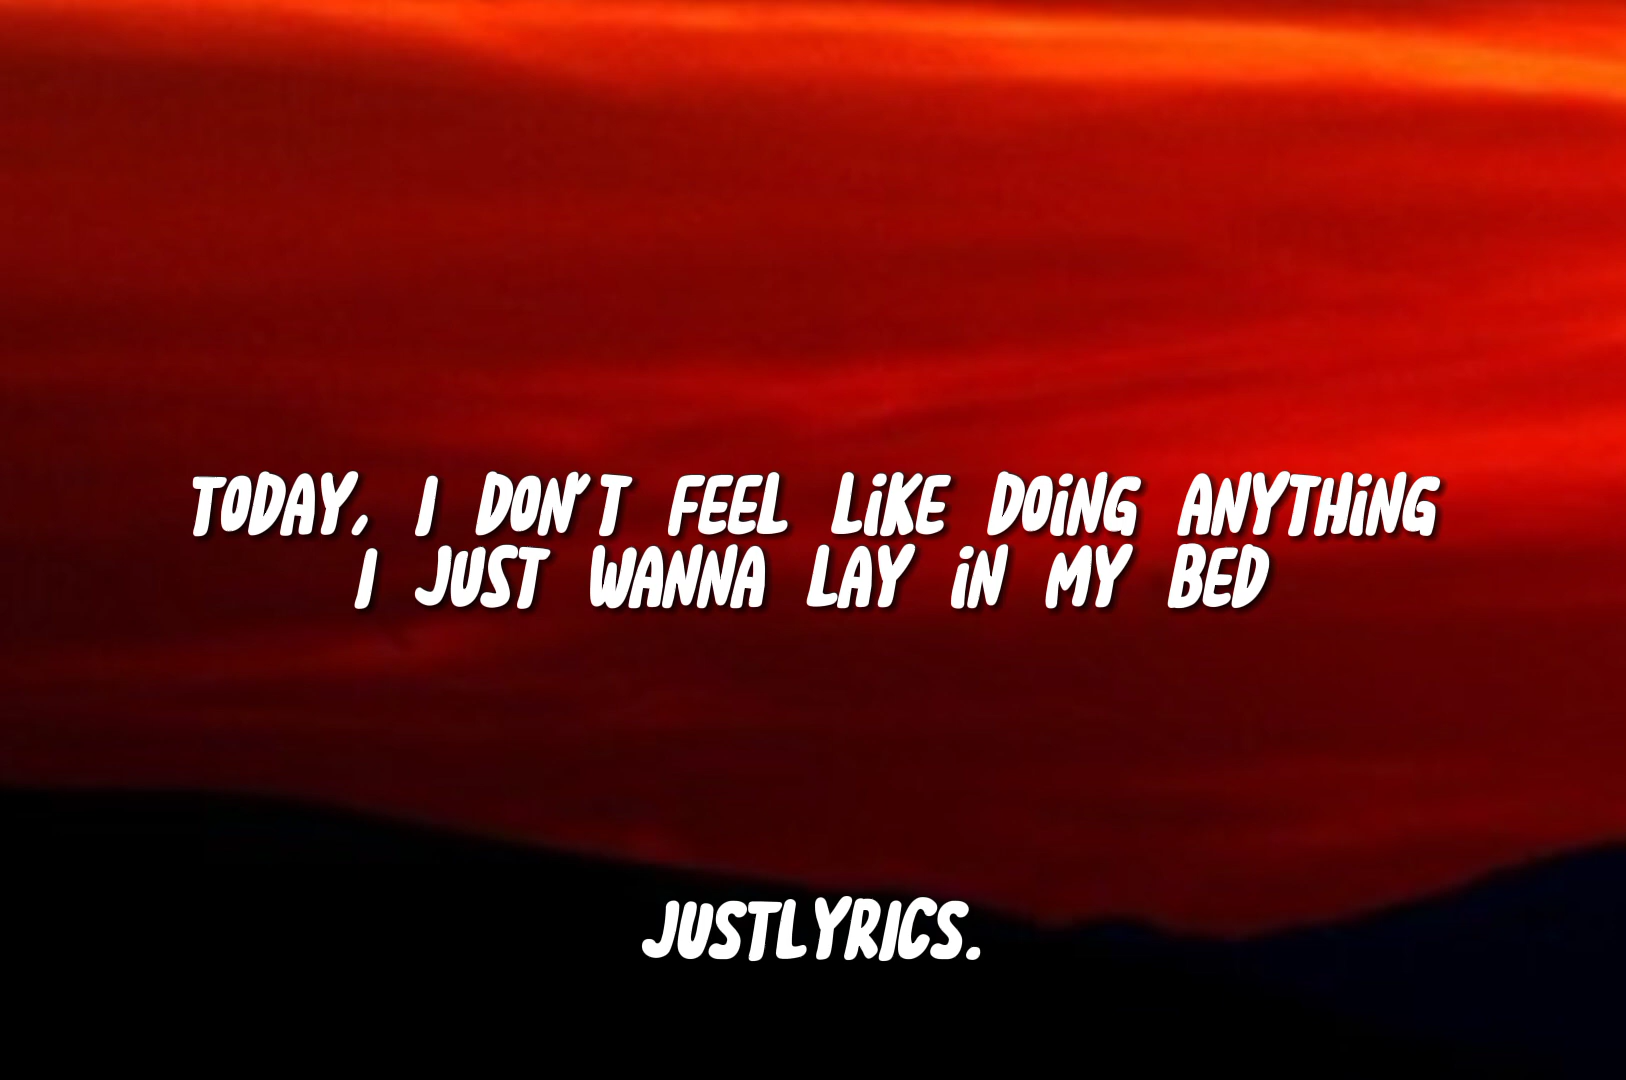 TODAY, I DON'T FEEL LiKE DOiNG ANYTHiNG
I JUST WANNA LAY iN MY BED
JUSTLYRICS.